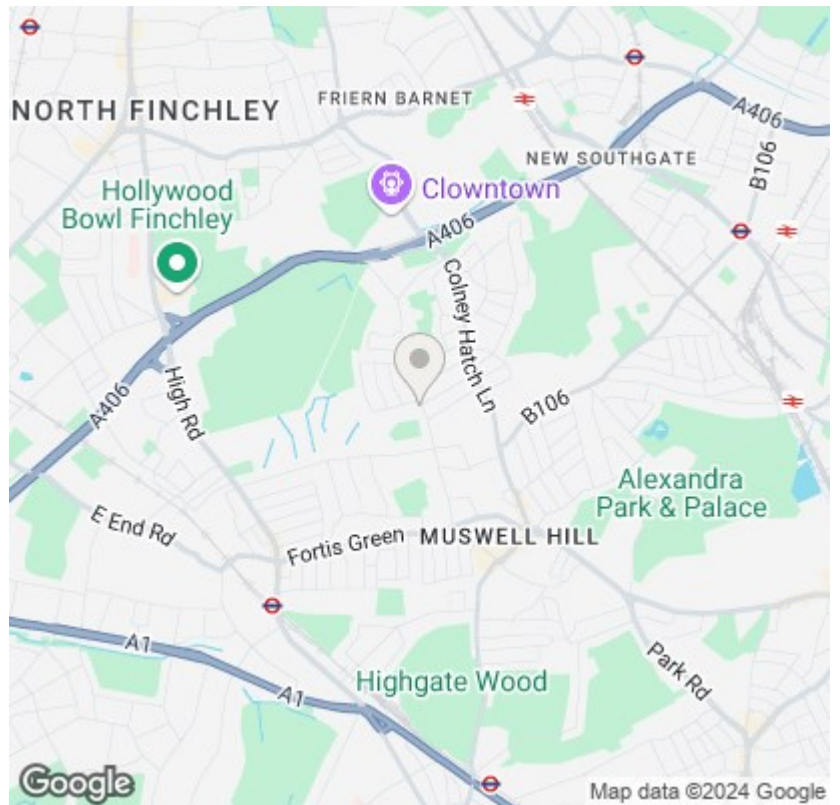 NORTH FINCHLEY
FRIERN BARNET
A406
NEW SOUTHGATE
B106
Hollywood
Bowl Finchley
Clowntown
A406
Colney Hatch Ln
High Rd
A406
B106
Alexandra
Park & Palace
E End Rd
Fortis Green
MUSWELL HILL
A1
Highgate Wood
A1
Park Rd
Google
Map data ©2024 Google